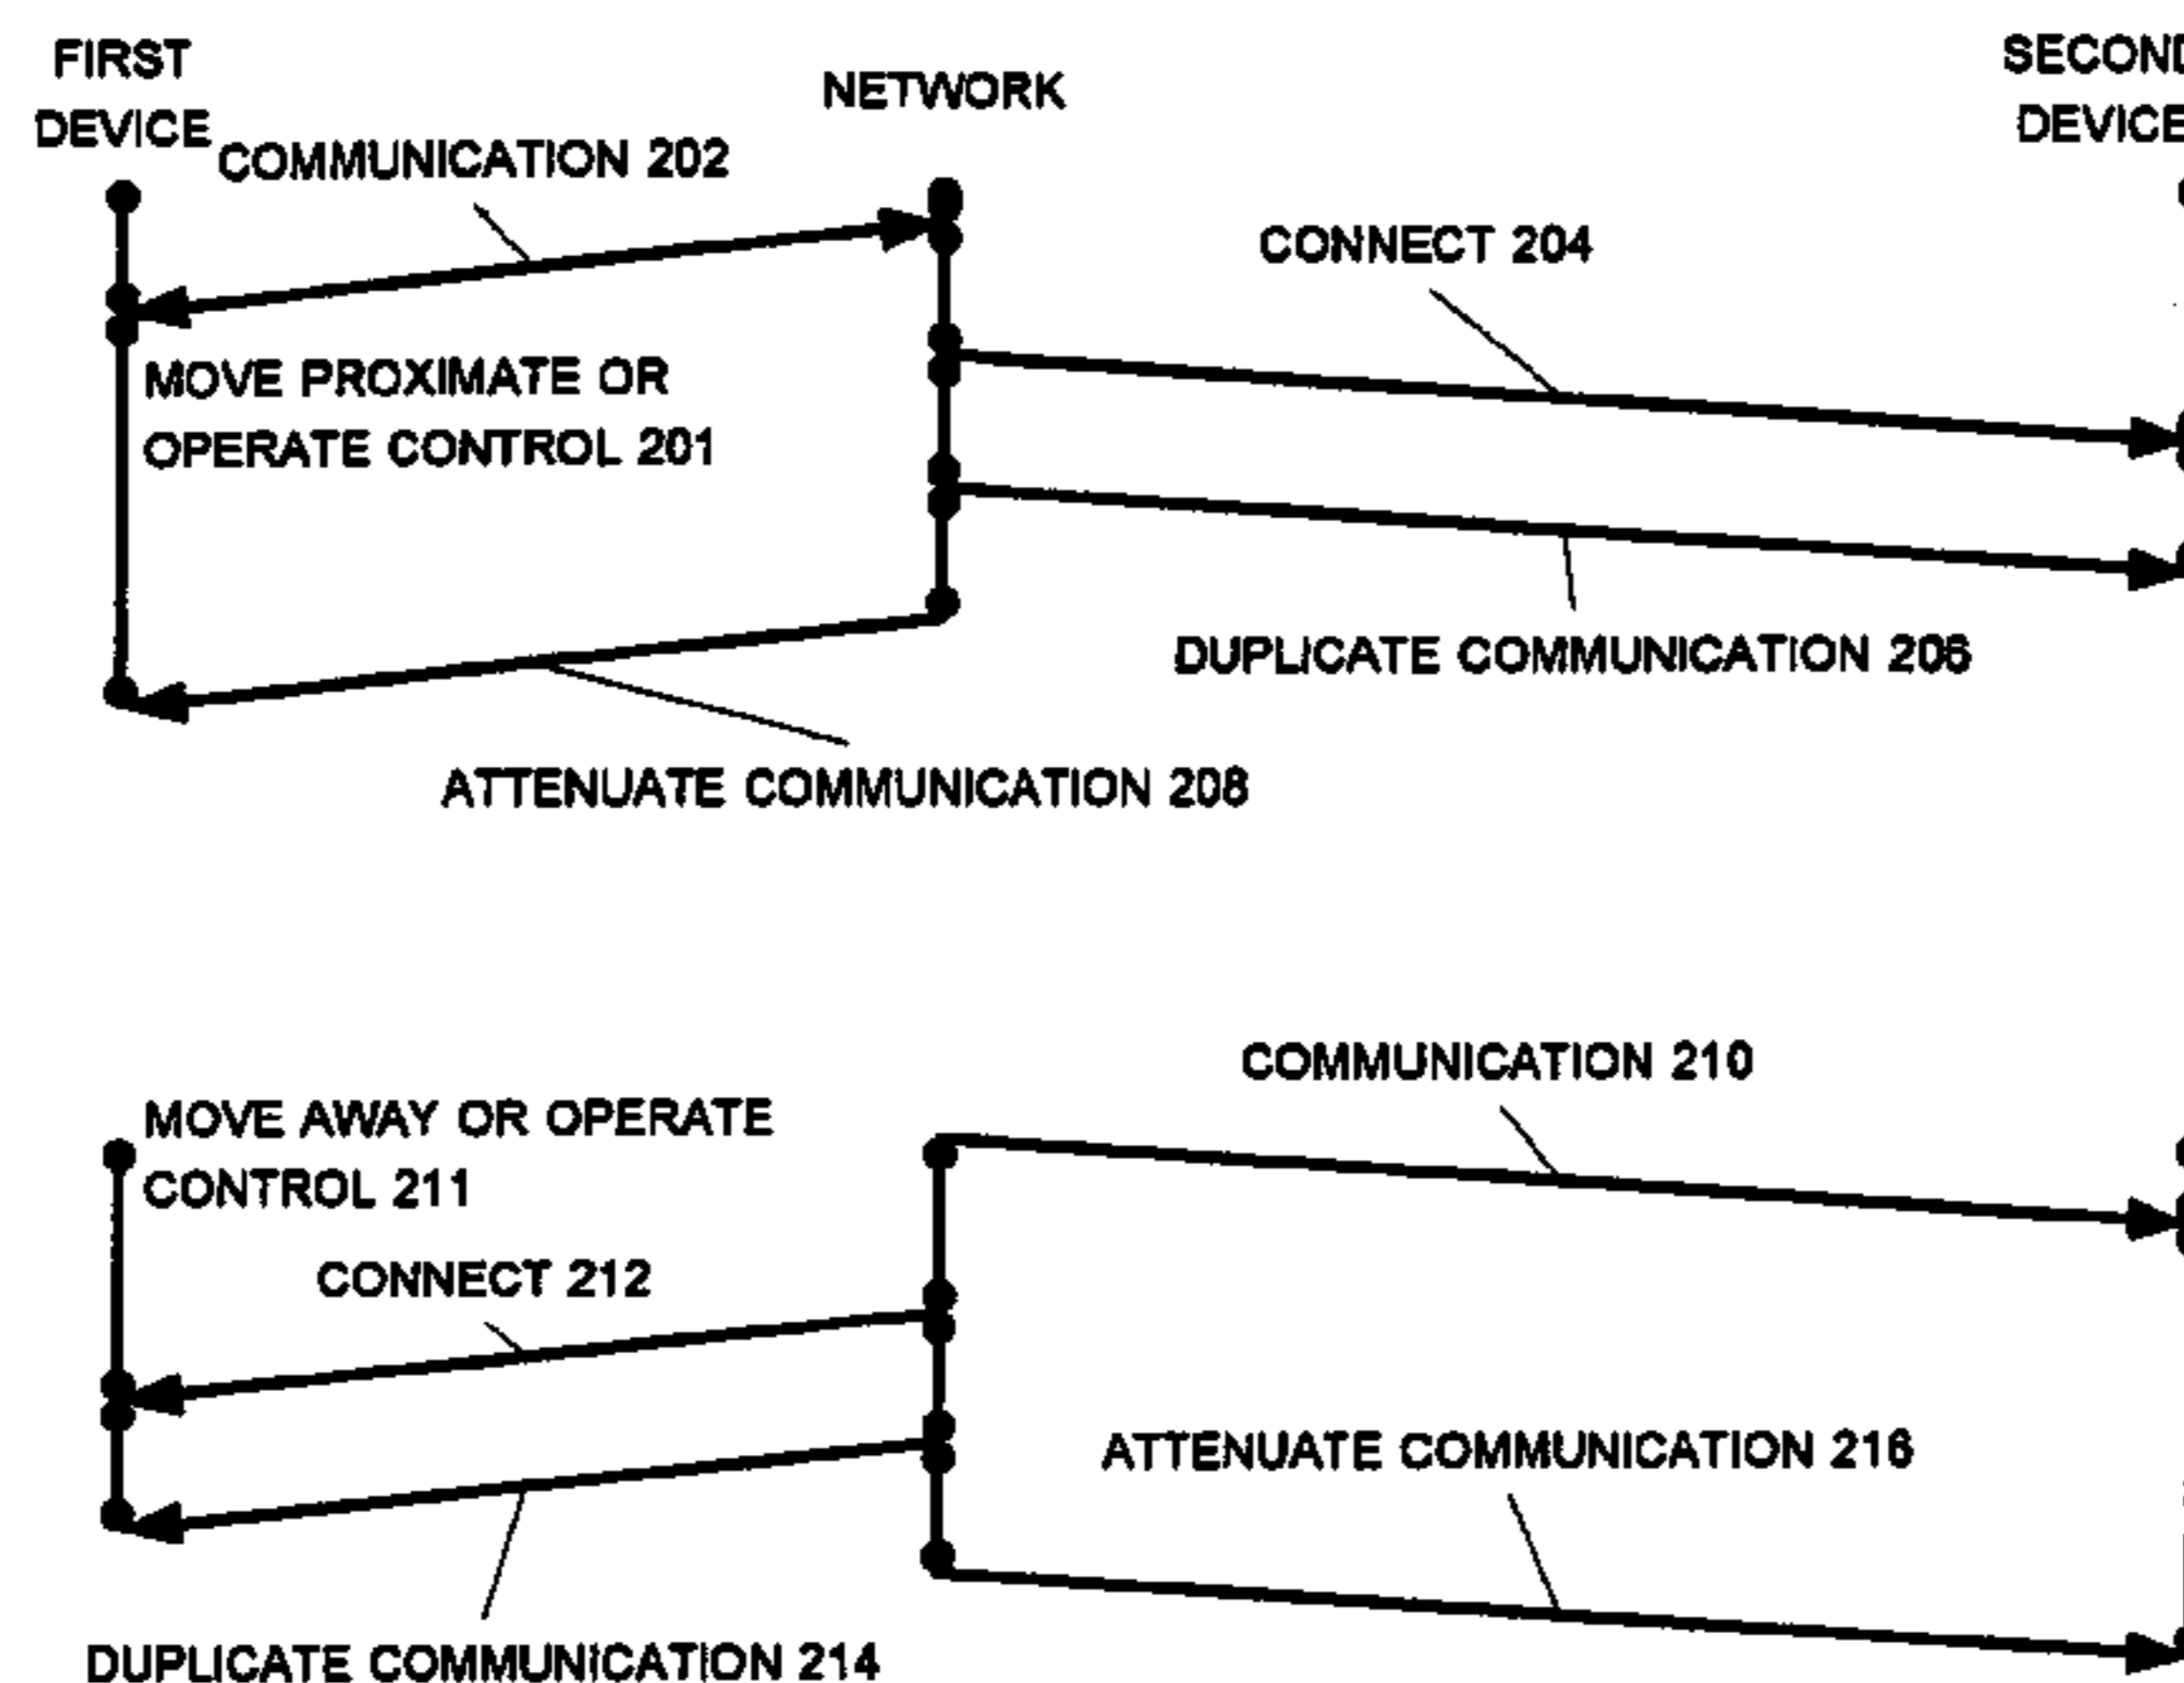 FIRST
DEVICE
NETWORK
SECOND
DEVICE
COMMUNICATION 202
CONNECT 204
MOVE PROXIMATE OR
OPERATE CONTROL 201
DUPLICATE COMMUNICATION 206
ATTENUATE COMMUNICATION 208
COMMUNICATION 210
MOVE AWAY OR OPERATE
CONTROL 211
CONNECT 212
ATTENUATE COMMUNICATION 216
DUPLICATE COMMUNICATION 214